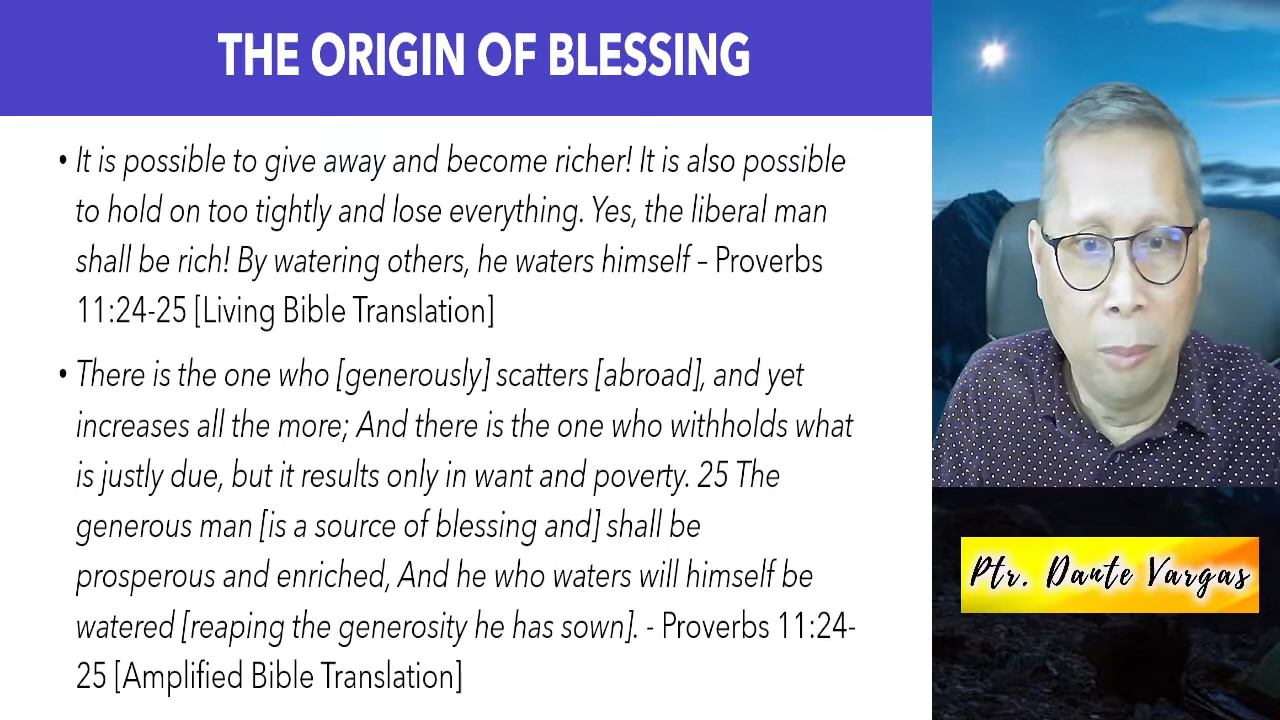 THE ORIGIN OF BLESSING
• It is possible to give away and become richer! It is also possible
to hold on too tightly and lose everything. Yes, the liberal man
shall be rich! By watering others, he waters himself – Proverbs
11:24-25 [Living Bible Translation]
• There is the one who [generously] scatters [abroad], and yet
increases all the more; And there is the one who withholds what
is justly due, but it results only in want and poverty. 25 The
generous man [is a source of blessing and] shall be
prosperous and enriched, And he who waters will himself be
watered [reaping the generosity he has sown]. - Proverbs 11:24-
25 [Amplified Bible Translation]
Ptr. Dante Vargas